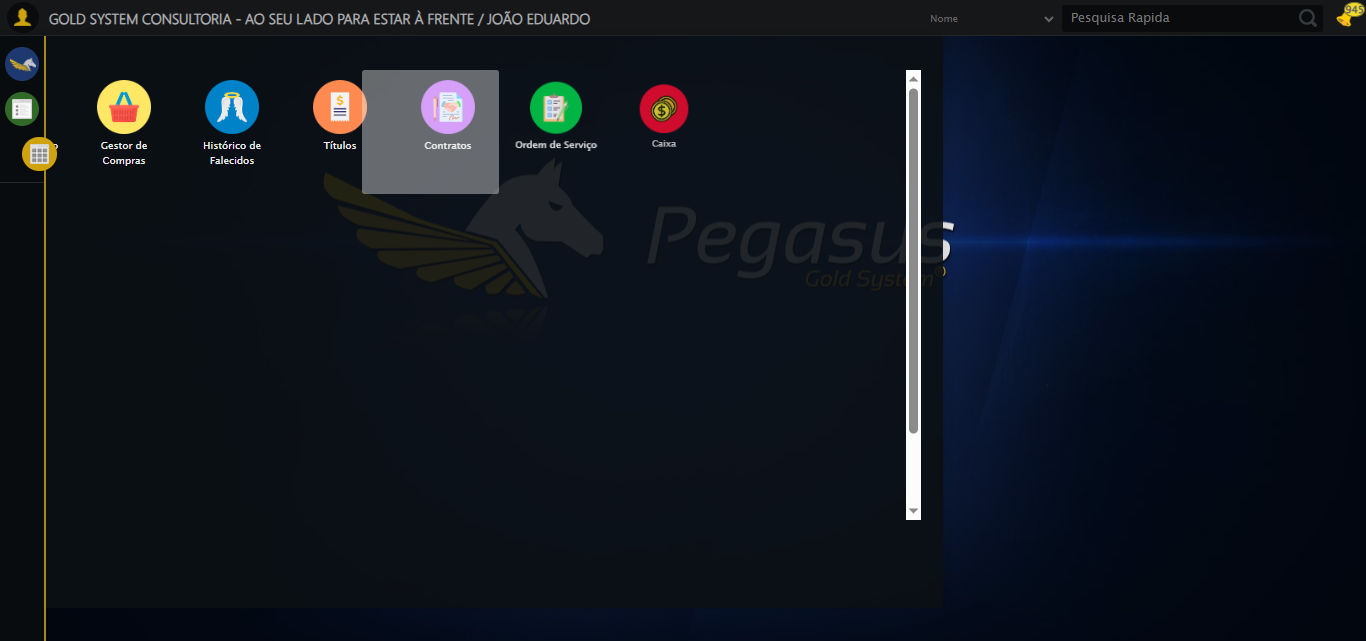 GOLD SYSTEM CONSULTORIA - AO SEU LADO PARA ESTAR À FRENTE / JOÃO EDUARDO
Nome
Pesquisa Rapida
945
o
Gestor de
Compras
Histórico de
Falecidos
Títulos
Contratos
Ordem de Serviço
Caixa
Pegasus
Gold System®